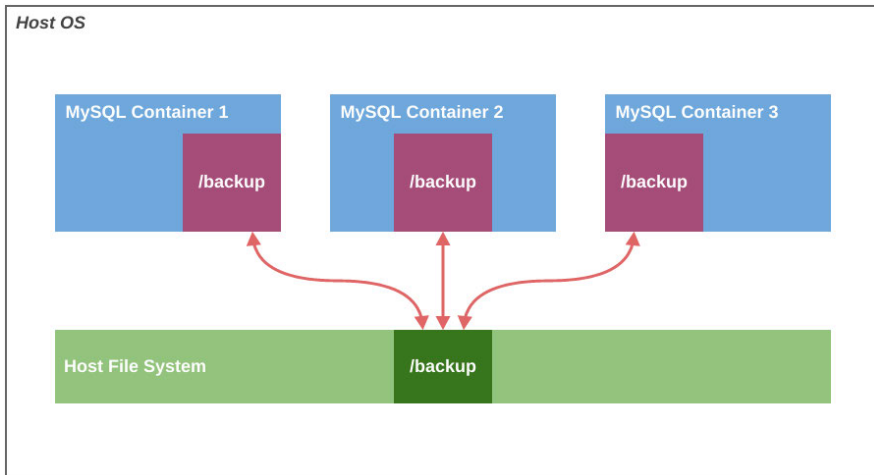 Host OS
MySQL Container 1
MySQL Container 2
MySQL Container 3
/backup
/backup
/backup
Host File System
/backup